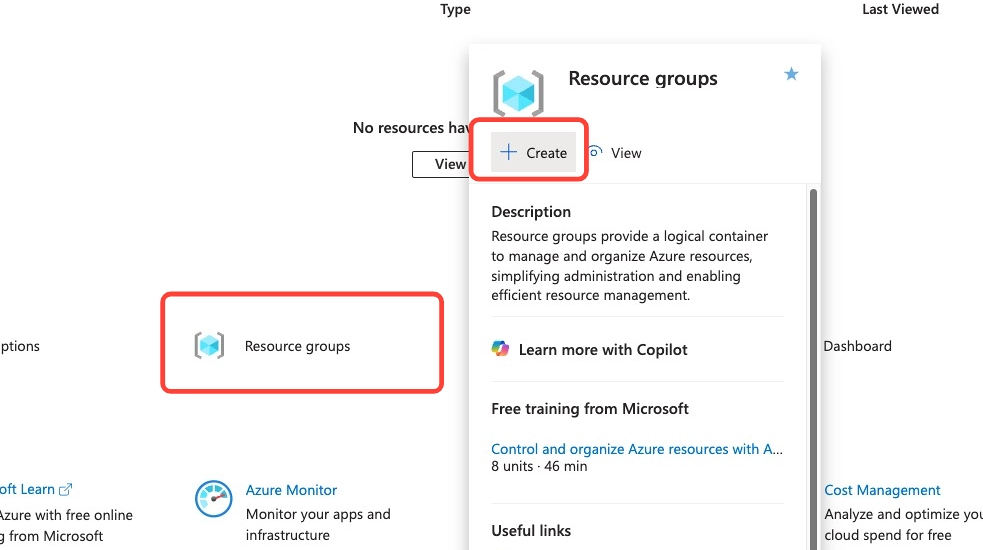 Type
Last Viewed
Resource groups
No resources hav
Create
View
View
Description
Resource groups provide a logical container
to manage and organize Azure resources,
simplifying administration and enabling
efficient resource management.
ptions
Resource groups
Learn more with Copilot
Dashboard
Free training from Microsoft
Control and organize Azure resources with A...
8 units · 46 min
oft Learn
Azure with free online
g from Microsoft
Azure Monitor
Monitor your apps and
infrastructure
Useful links
Cost Management
Analyze and optimize you
cloud spend for free